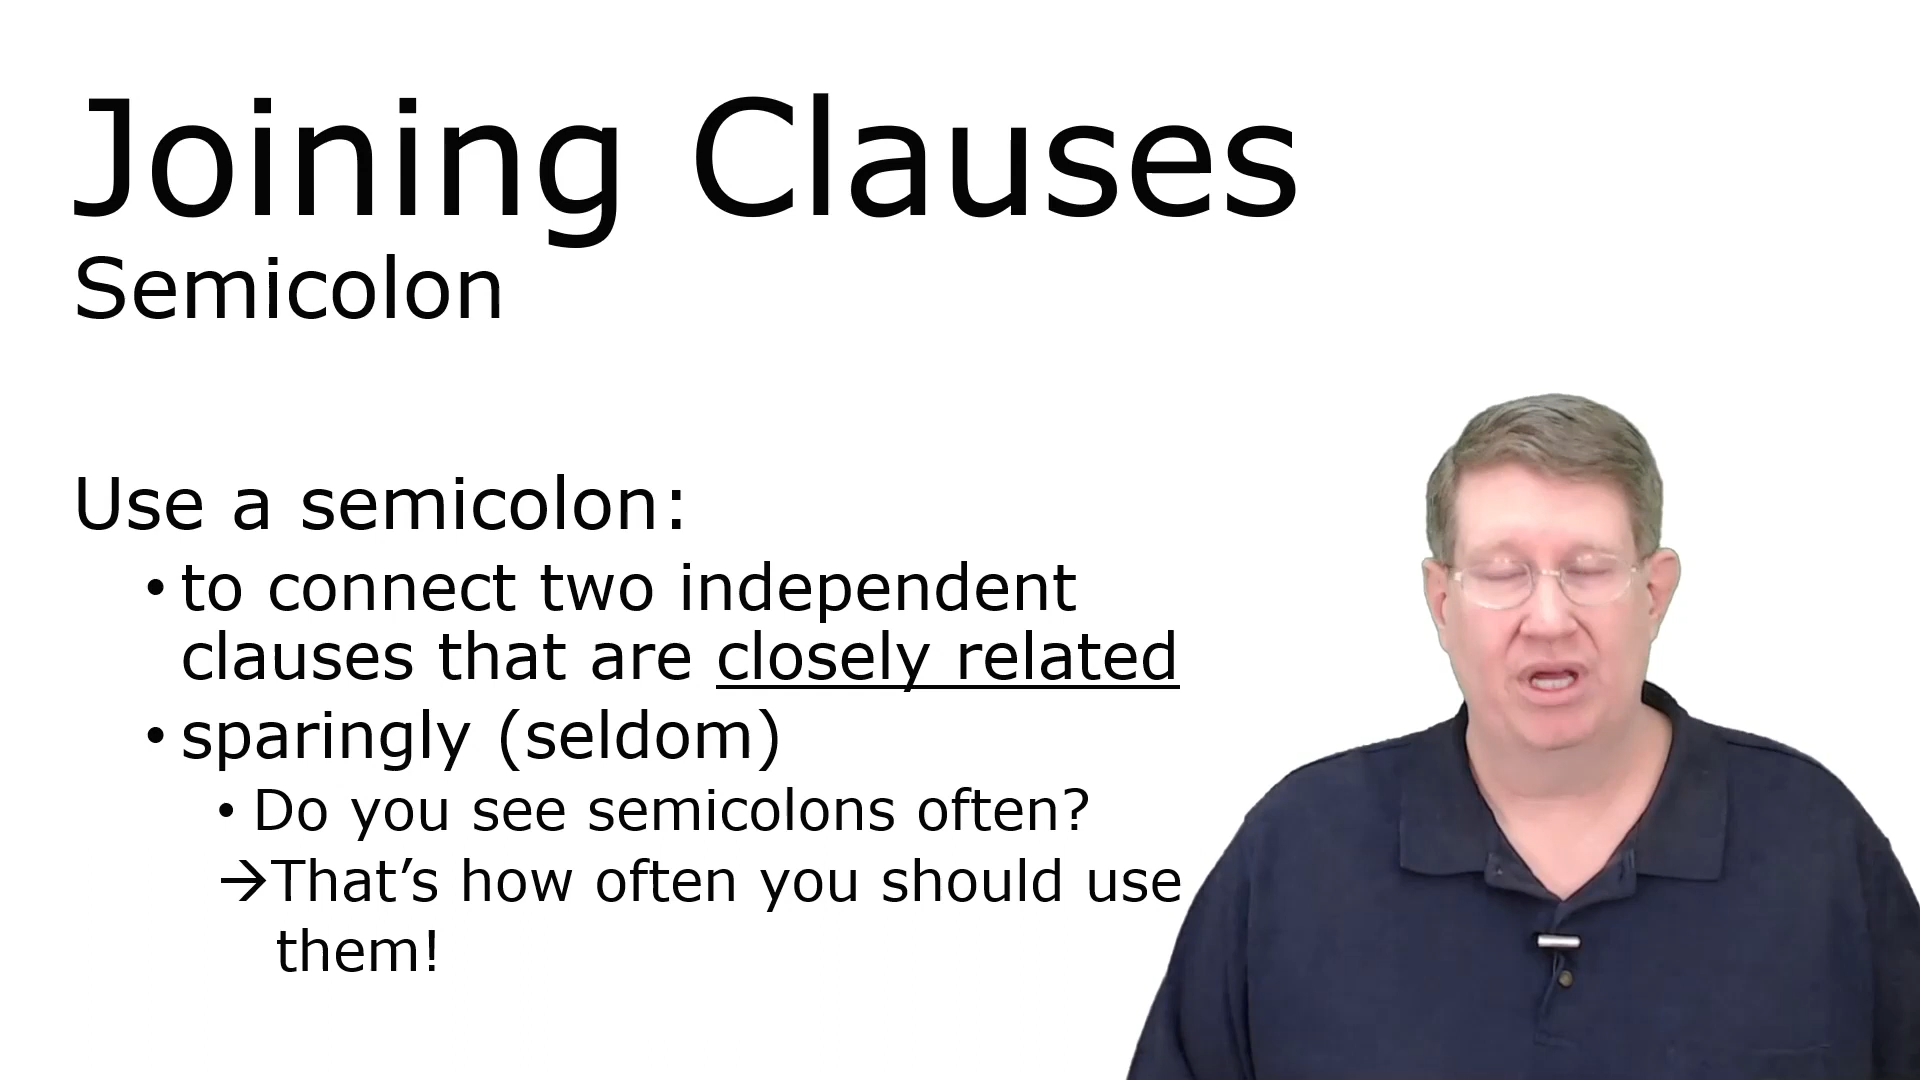 Joining Clauses
Semicolon
Use a semicolon:
• to connect two independent
clauses that are closely related
• sparingly (seldom)
• Do you see semicolons often?
→That’s how often you should use
them!